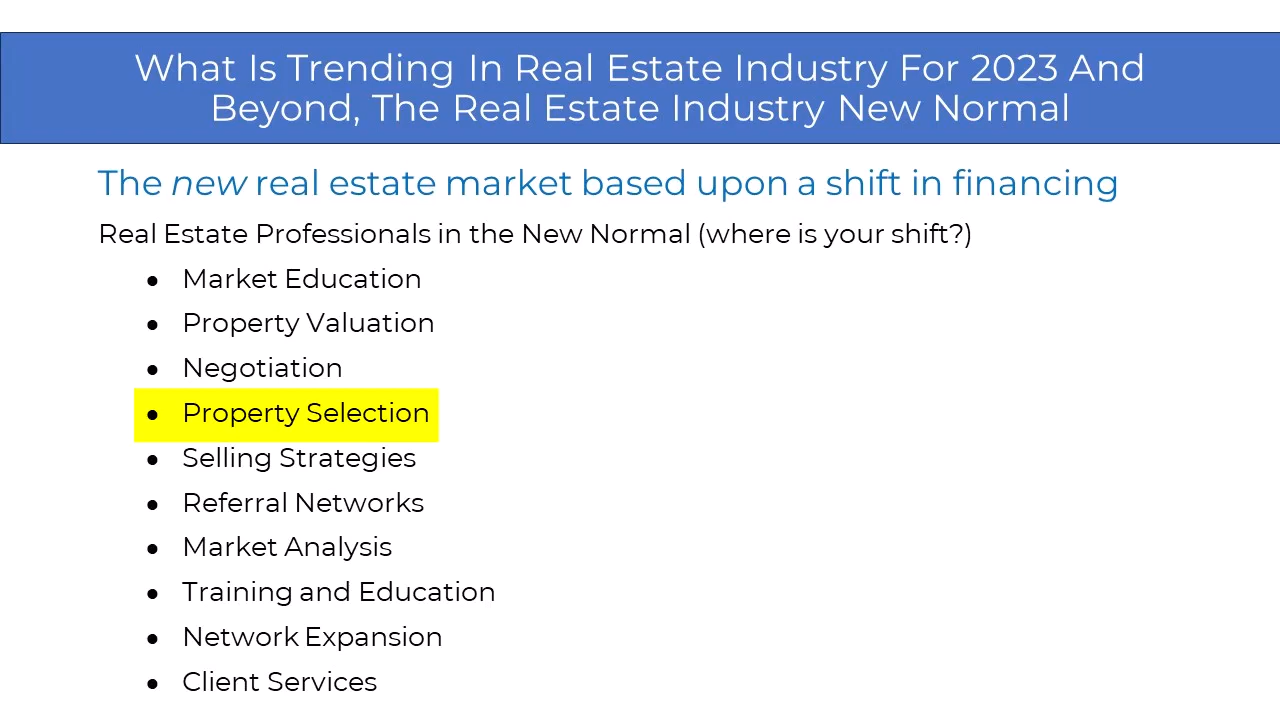 What Is Trending In Real Estate Industry For 2023 And
Beyond, The Real Estate Industry New Normal
The new real estate market based upon a shift in financing
Real Estate Professionals in the New Normal (where is your shift?)
• Market Education
• Property Valuation
• Negotiation
• Property Selection
• Selling Strategies
• Referral Networks
• Market Analysis
• Training and Education
• Network Expansion
• Client Services